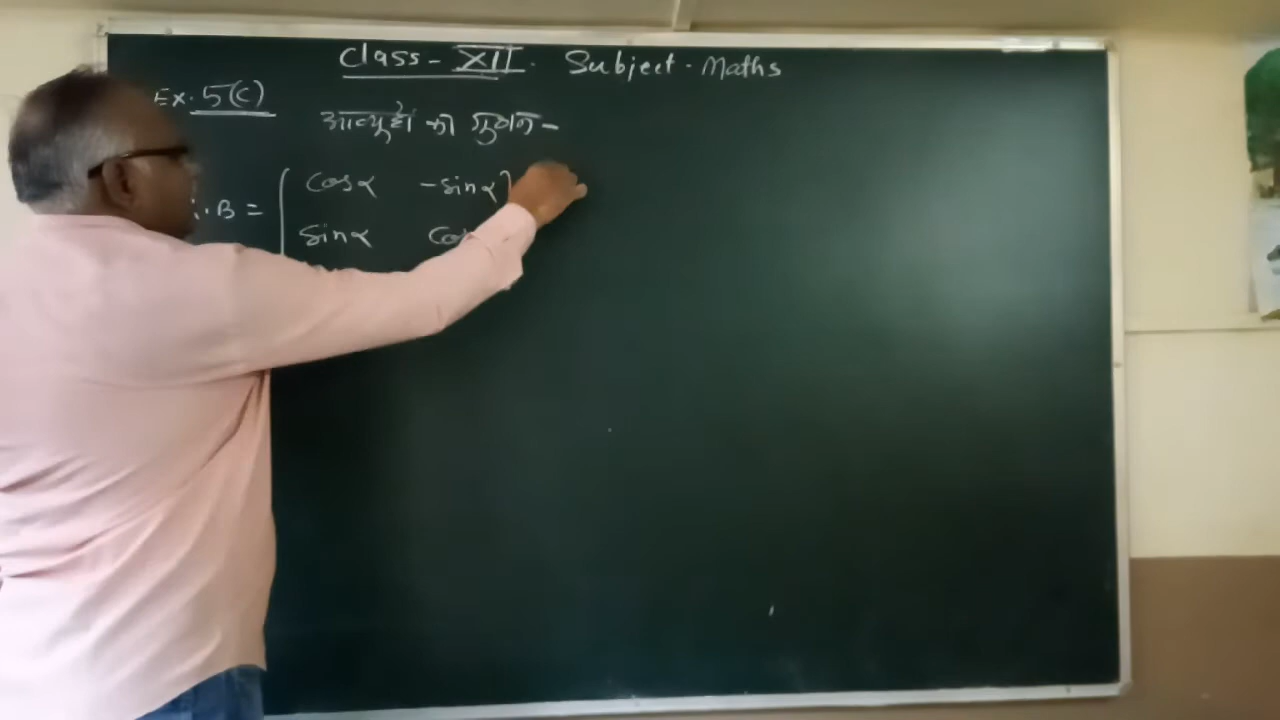 Class - XII. Subject - Maths
Ex. 5(C)
आव्यूहों का गुणन -
. B = [ cosα -sinα ]
sinα